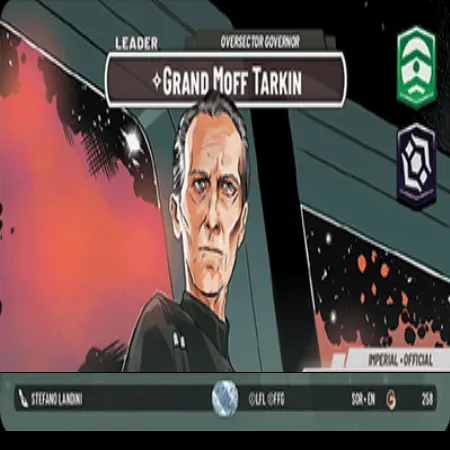 LEADER
OVERSECTOR GOVERNOR
GRAND MOFF TARKIN
IMPERIAL • OFFICIAL
STEFANO LANDINI
©LFL ©FFG
SOR • EN
G
258